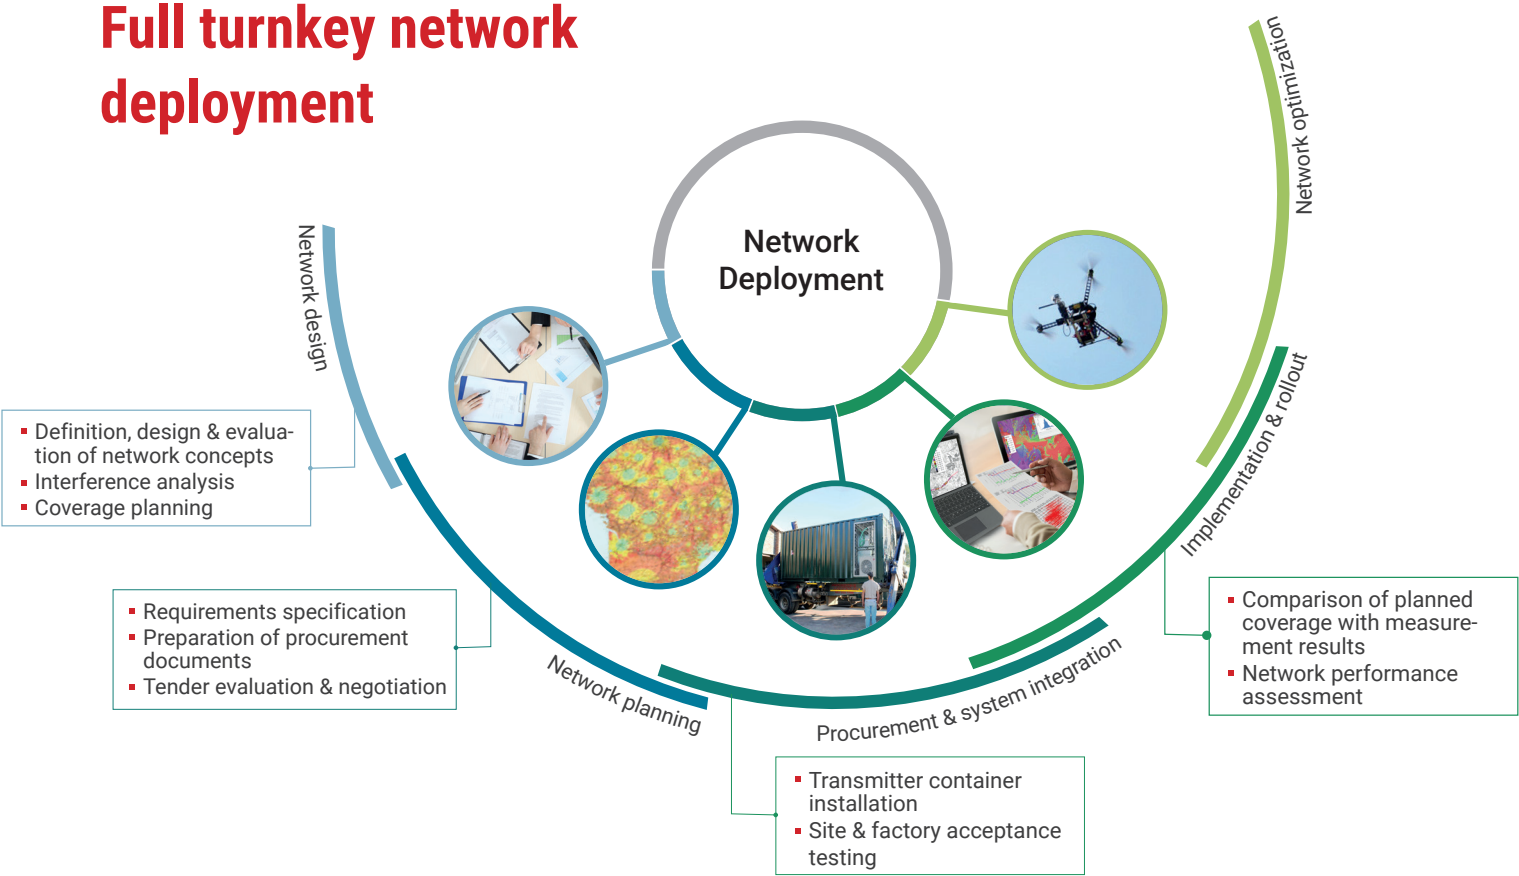 Full turnkey network
deployment
Network
Deployment
Network design
Network planning
Procurement & system integration
Implementation & rollout
Network optimization
▪ Definition, design & evalua-
tion of network concepts
▪ Interference analysis
▪ Coverage planning
▪ Requirements specification
▪ Preparation of procurement
documents
▪ Tender evaluation & negotiation
▪ Transmitter container
installation
▪ Site & factory acceptance
testing
▪ Comparison of planned
coverage with measure-
ment results
▪ Network performance
assessment